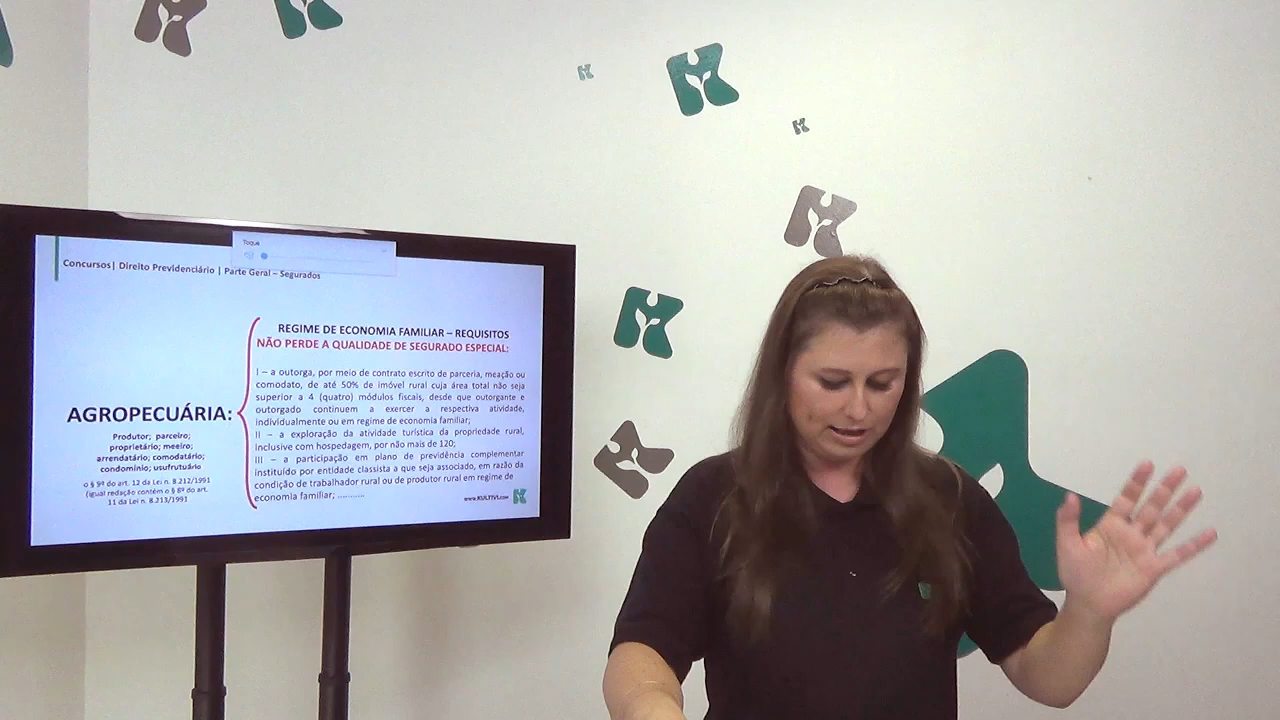 Toque
Concursos| Direito Previdenciário | Parte Geral – Segurados
REGIME DE ECONOMIA FAMILIAR – REQUISITOS
NÃO PERDE A QUALIDADE DE SEGURADO ESPECIAL:
AGROPECUÁRIA:
Produtor; parceiro;
proprietário; meeiro;
arrendatário; comodatário;
condomínio; usufrutuário
o § 9º do art. 12 da Lei n. 8.212/1991
(igual redação contém o § 8º do art.
11 da Lei n. 8.213/1991
I – a outorga, por meio de contrato escrito de parceria, meação ou
comodato, de até 50% de imóvel rural cuja área total não seja
superior a 4 (quatro) módulos fiscais, desde que outorgante e
outorgado continuem a exercer a respectiva atividade,
individualmente ou em regime de economia familiar;
II – a exploração da atividade turística da propriedade rural,
inclusive com hospedagem, por não mais de 120;
III – a participação em plano de previdência complementar
instituído por entidade classista a que seja associado, em razão da
condição de trabalhador rural ou de produtor rural em regime de
economia familiar; ..........
www.KULTIVI.com